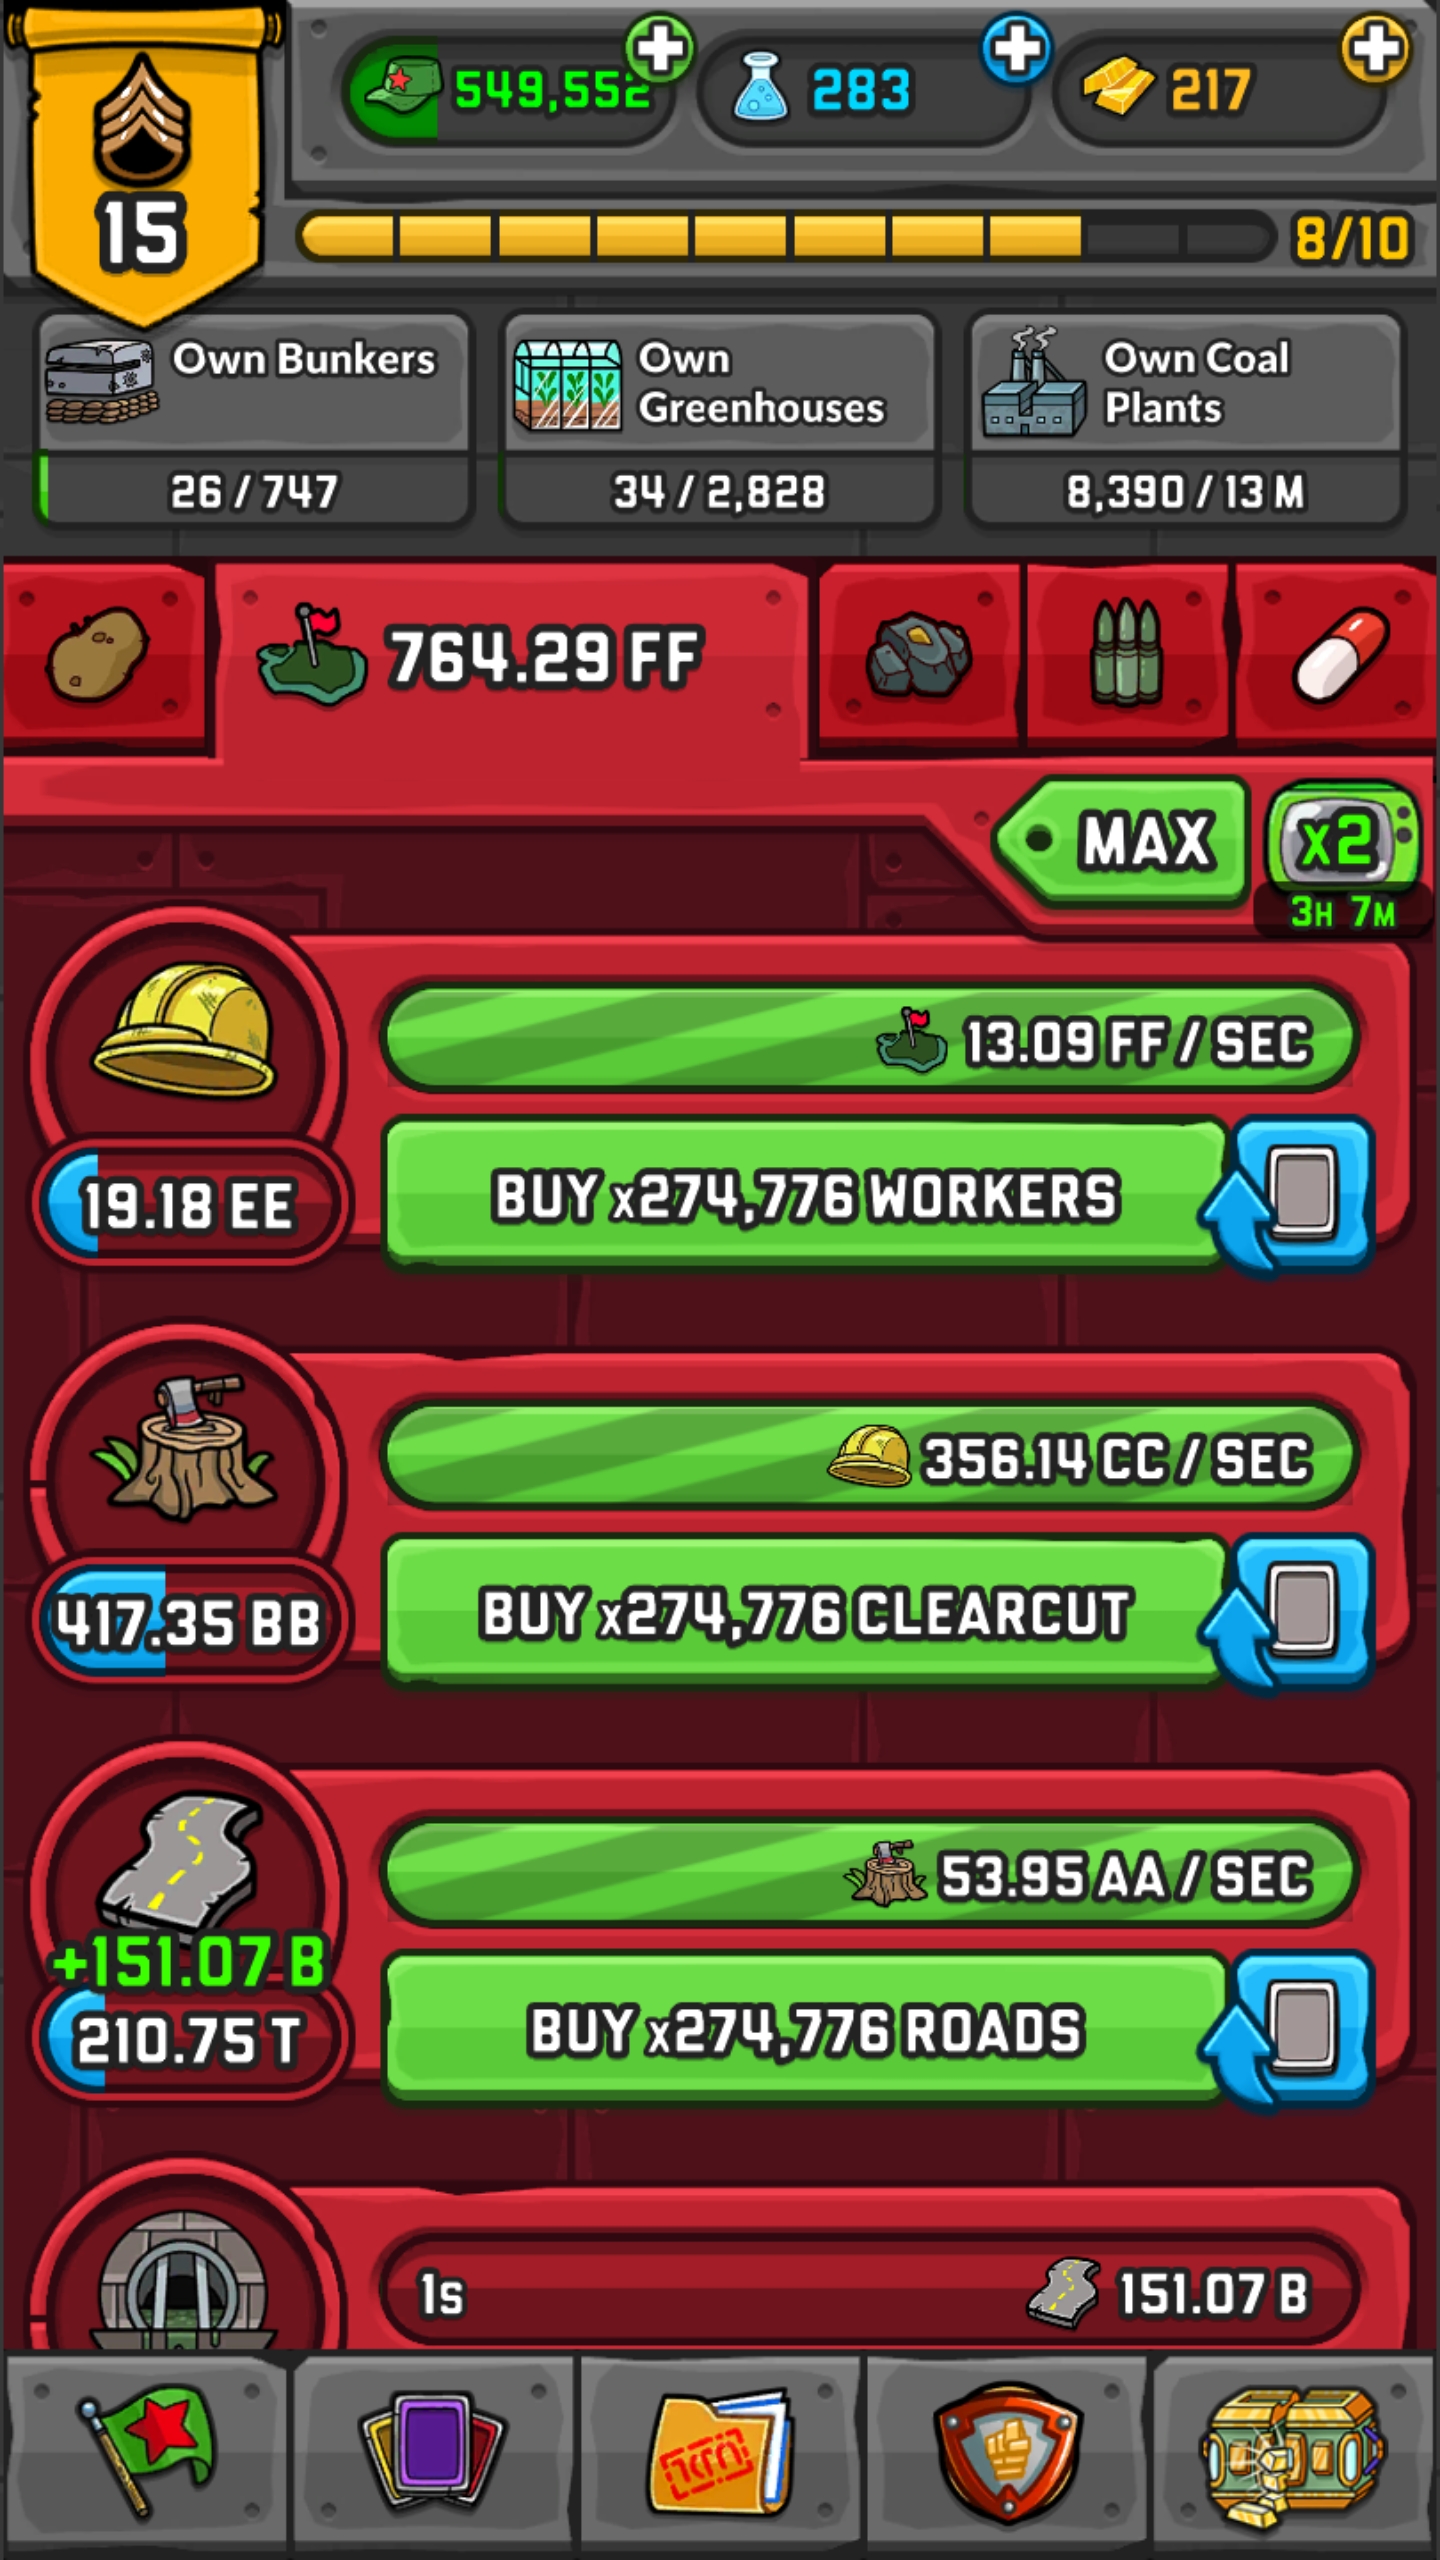 549,552
283
217
15
8/10
Own Bunkers
26 / 747
Own
Greenhouses
34 / 2,828
Own Coal
Plants
8,390 / 13 M
764.29 FF
MAX
x2
3H 7M
13.09 FF / SEC
19.18 EE
BUY x274,776 WORKERS
356.14 CC / SEC
417.35 BB
BUY x274,776 CLEARCUT
53.95 AA / SEC
+151.07 B
210.75 T
BUY x274,776 ROADS
1s
151.07 B